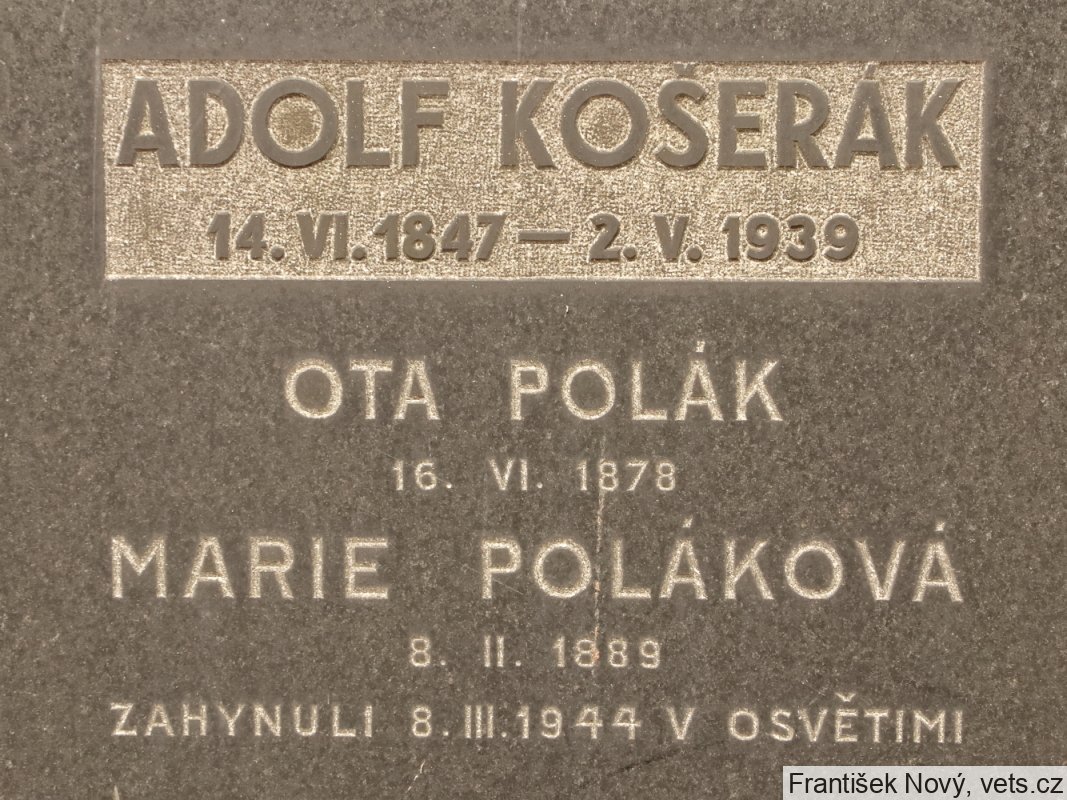 ADOLF KOŠERÁK
14. VI. 1847 — 2. V. 1939
OTA POLÁK
16. VI. 1878
MARIE POLÁKOVÁ
8. II. 1889
ZAHYNULI 8. III. 1944 V OSVĚTIMI
František Nový, vets.cz